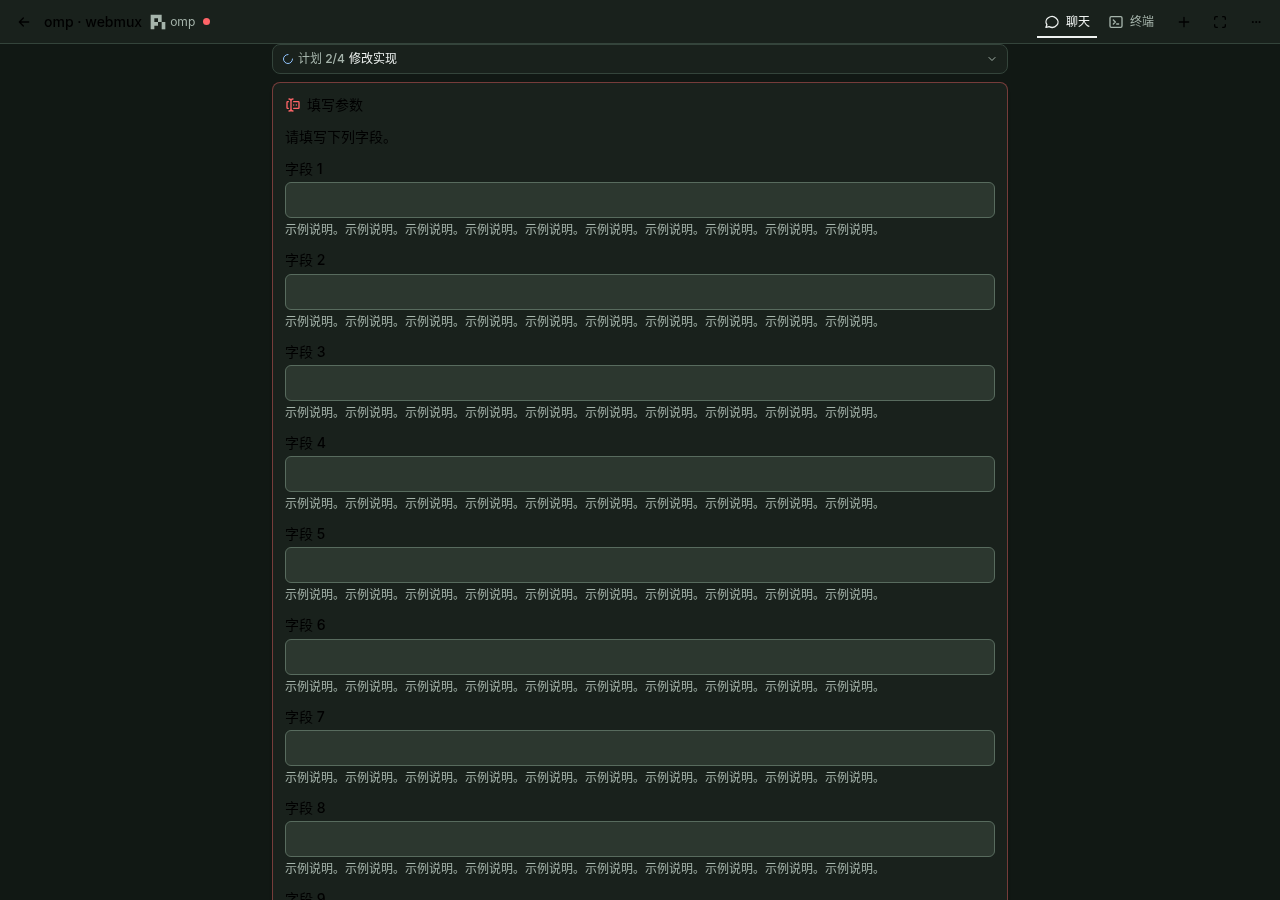 omp · webmux omp 聊天 终端
计划 2/4 修改实现
填写参数
请填写下列字段。
字段 1
示例说明。示例说明。示例说明。示例说明。示例说明。示例说明。示例说明。示例说明。示例说明。示例说明。
字段 2
示例说明。示例说明。示例说明。示例说明。示例说明。示例说明。示例说明。示例说明。示例说明。示例说明。
字段 3
示例说明。示例说明。示例说明。示例说明。示例说明。示例说明。示例说明。示例说明。示例说明。示例说明。
字段 4
示例说明。示例说明。示例说明。示例说明。示例说明。示例说明。示例说明。示例说明。示例说明。示例说明。
字段 5
示例说明。示例说明。示例说明。示例说明。示例说明。示例说明。示例说明。示例说明。示例说明。示例说明。
字段 6
示例说明。示例说明。示例说明。示例说明。示例说明。示例说明。示例说明。示例说明。示例说明。示例说明。
字段 7
示例说明。示例说明。示例说明。示例说明。示例说明。示例说明。示例说明。示例说明。示例说明。示例说明。
字段 8
示例说明。示例说明。示例说明。示例说明。示例说明。示例说明。示例说明。示例说明。示例说明。示例说明。
字段 9